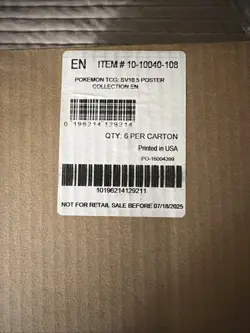 EN ITEM # 10-10040-108
POKEMON TCG: SV10.5 POSTER
COLLECTION EN
0 196214 129214
QTY: 6 PER CARTON
Printed in USA
PO-16004399
10196214129211
NOT FOR RETAIL SALE BEFORE 07/18/2025